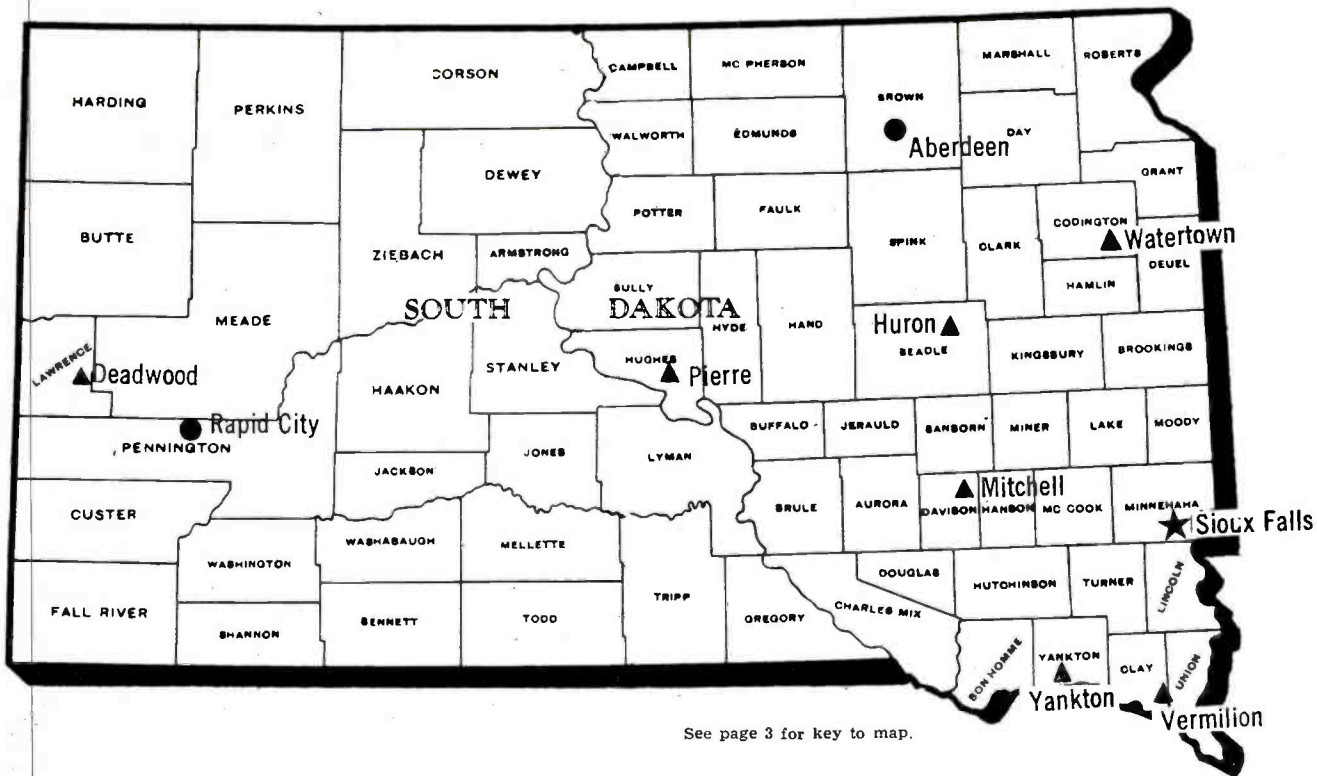 HARDING
PERKINS
CORSON
CAMPBELL
MC PHERSON
BROWN
MARSHALL
ROBERTS
WALWORTH
EDMUNDS
Aberdeen
DAY
DEWEY
GRANT
BUTTE
ZIEBACH
ARMSTRONG
POTTER
FAULK
SPINK
CLARK
CODINGTON
Watertown
DEUEL
HAMLIN
MEADE
SOUTH DAKOTA
SULLY
HYDE
HAND
Huron
BEADLE
KINGSBURY
BROOKINGS
LAWRENCE
Deadwood
HAAKON
STANLEY
HUGHES
Pierre
Rapid City
PENNINGTON
JACKSON
JONES
LYMAN
BUFFALO
JERAULD
SANBORN
MINER
LAKE
MOODY
CUSTER
BRULE
AURORA
Mitchell
DAVISON
HANSON
MC COOK
MINNEHAHA
Sioux Falls
WASHINGTON
WASHABAUGH
MELLETTE
FALL RIVER
SHANNON
BENNETT
TODD
TRIPP
GREGORY
CHARLES MIX
DOUGLAS
HUTCHINSON
TURNER
LINCOLN
BON HOMME
YANKTON
CLAY
UNION
Yankton
Vermilion
See page 3 for key to map.